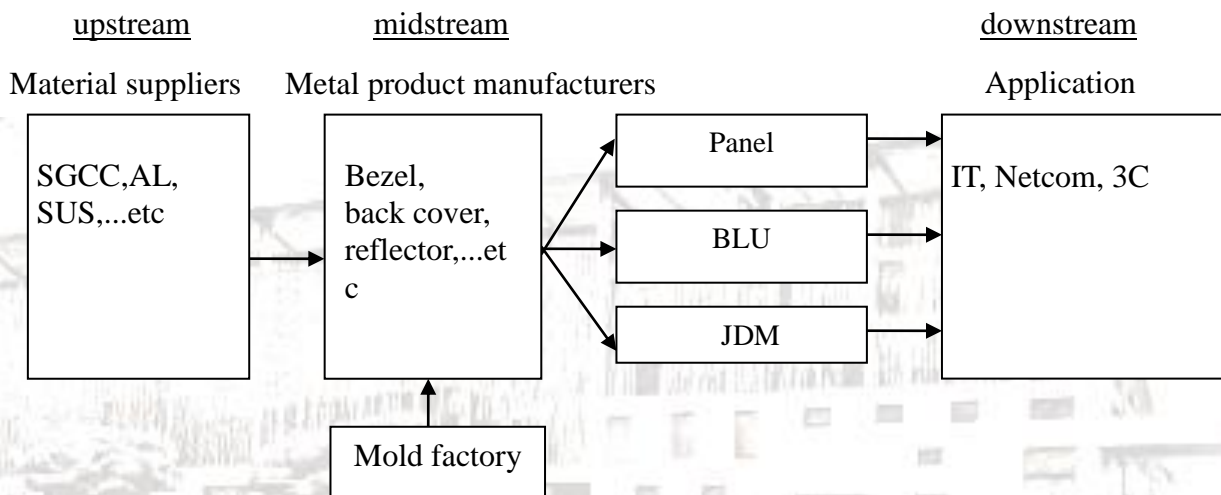 upstream
midstream
downstream
Material suppliers
Metal product manufacturers
Application
SGCC,AL,
SUS,...etc
Bezel,
back cover,
reflector,...et
c
Panel
BLU
JDM
IT, Netcom, 3C
Mold factory